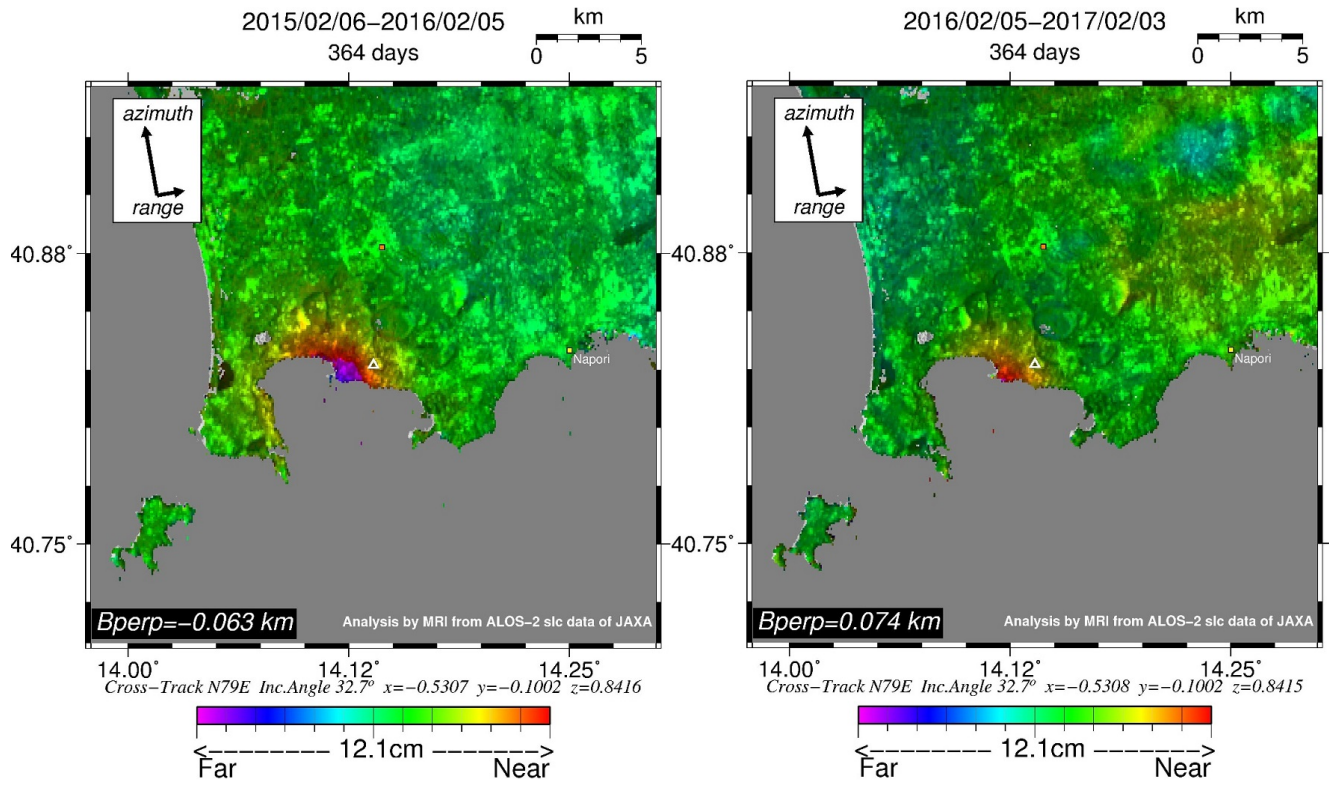 2015/02/06−2016/02/05
364 days
km
0 5
azimuth
range
40.88°
40.75°
Napori
Bperp=−0.063 km
Analysis by MRI from ALOS−2 slc data of JAXA
14.00° 14.12° 14.25°
Cross−Track N79E Inc.Angle 32.7° x=−0.5307 y=−0.1002 z=0.8416
<−−−−−−− 12.1cm −−−−−−−>
Far Near
2016/02/05−2017/02/03
364 days
km
0 5
azimuth
range
40.88°
40.75°
Napori
Bperp=0.074 km
Analysis by MRI from ALOS−2 slc data of JAXA
14.00° 14.12° 14.25°
Cross−Track N79E Inc.Angle 32.7° x=−0.5308 y=−0.1002 z=0.8415
<−−−−−−− 12.1cm −−−−−−−>
Far Near